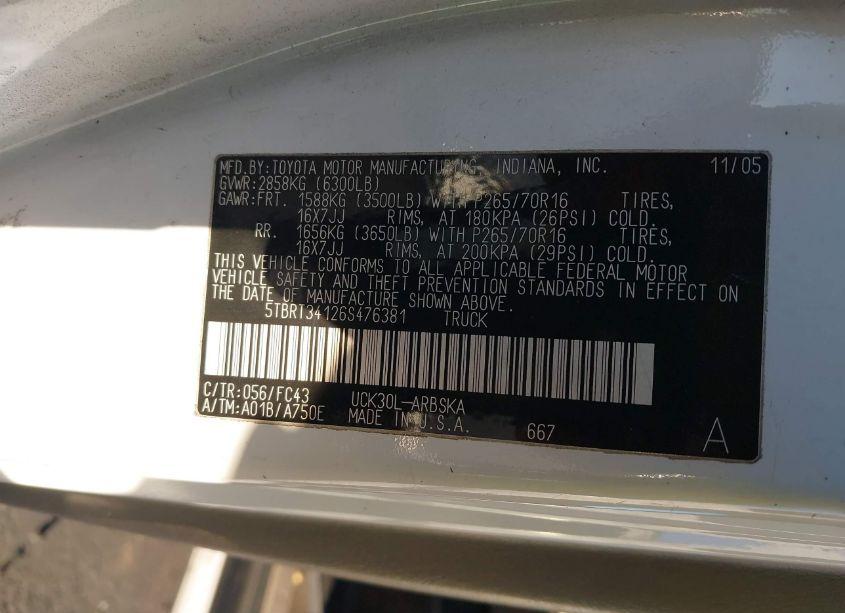 MFD.BY:TOYOTA MOTOR MANUFACTURING, INDIANA, INC. 11/05
GVWR:2858KG (6300LB)
GAWR:FRT. 1588KG (3500LB) WITH P265/70R16 TIRES,
16X7JJ RIMS, AT 180KPA (26PSI) COLD.
RR. 1656KG (3650LB) WITH P265/70R16 TIRES,
16X7JJ RIMS, AT 200KPA (29PSI) COLD.
THIS VEHICLE CONFORMS TO ALL APPLICABLE FEDERAL MOTOR
VEHICLE SAFETY AND THEFT PREVENTION STANDARDS IN EFFECT ON
THE DATE OF MANUFACTURE SHOWN ABOVE.
5TBRT34126S476381 TRUCK
C/TR:056/FC43 UCK30L-ARBSKA
A/TM:A01B/A750E MADE IN U.S.A. 667 A